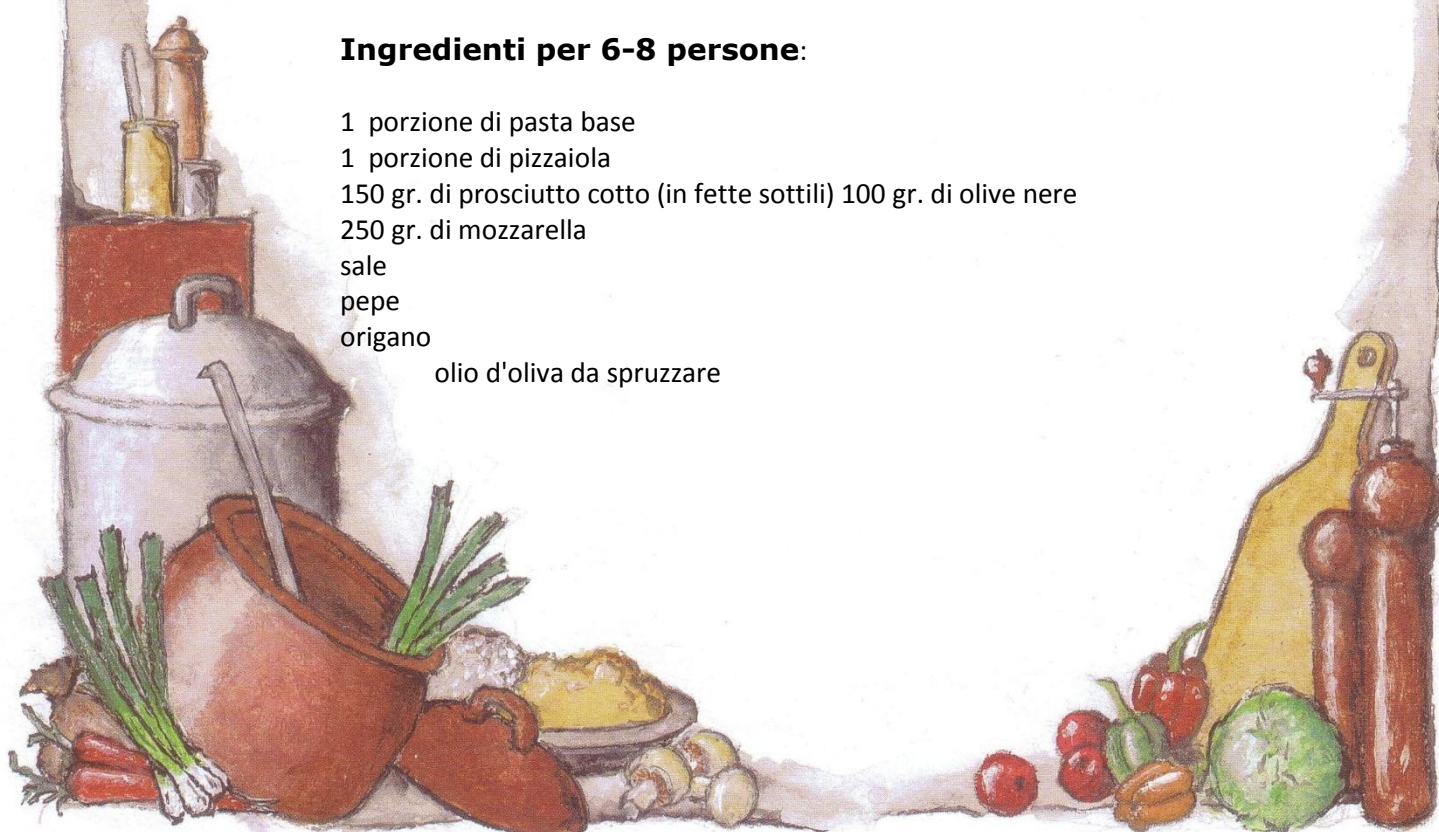 Ingredienti per 6-8 persone:
1 porzione di pasta base
1 porzione di pizzaiola
150 gr. di prosciutto cotto (in fette sottili) 100 gr. di olive nere
250 gr. di mozzarella
sale
pepe
origano
olio d'oliva da spruzzare